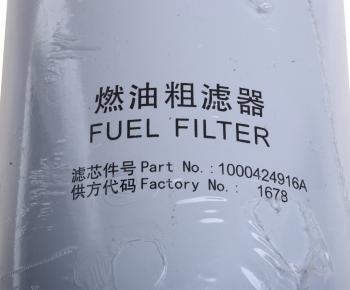 燃油粗滤器
FUEL FILTER
滤芯件号 Part No.:1000424916A
供方代码 Factory No.: 1678